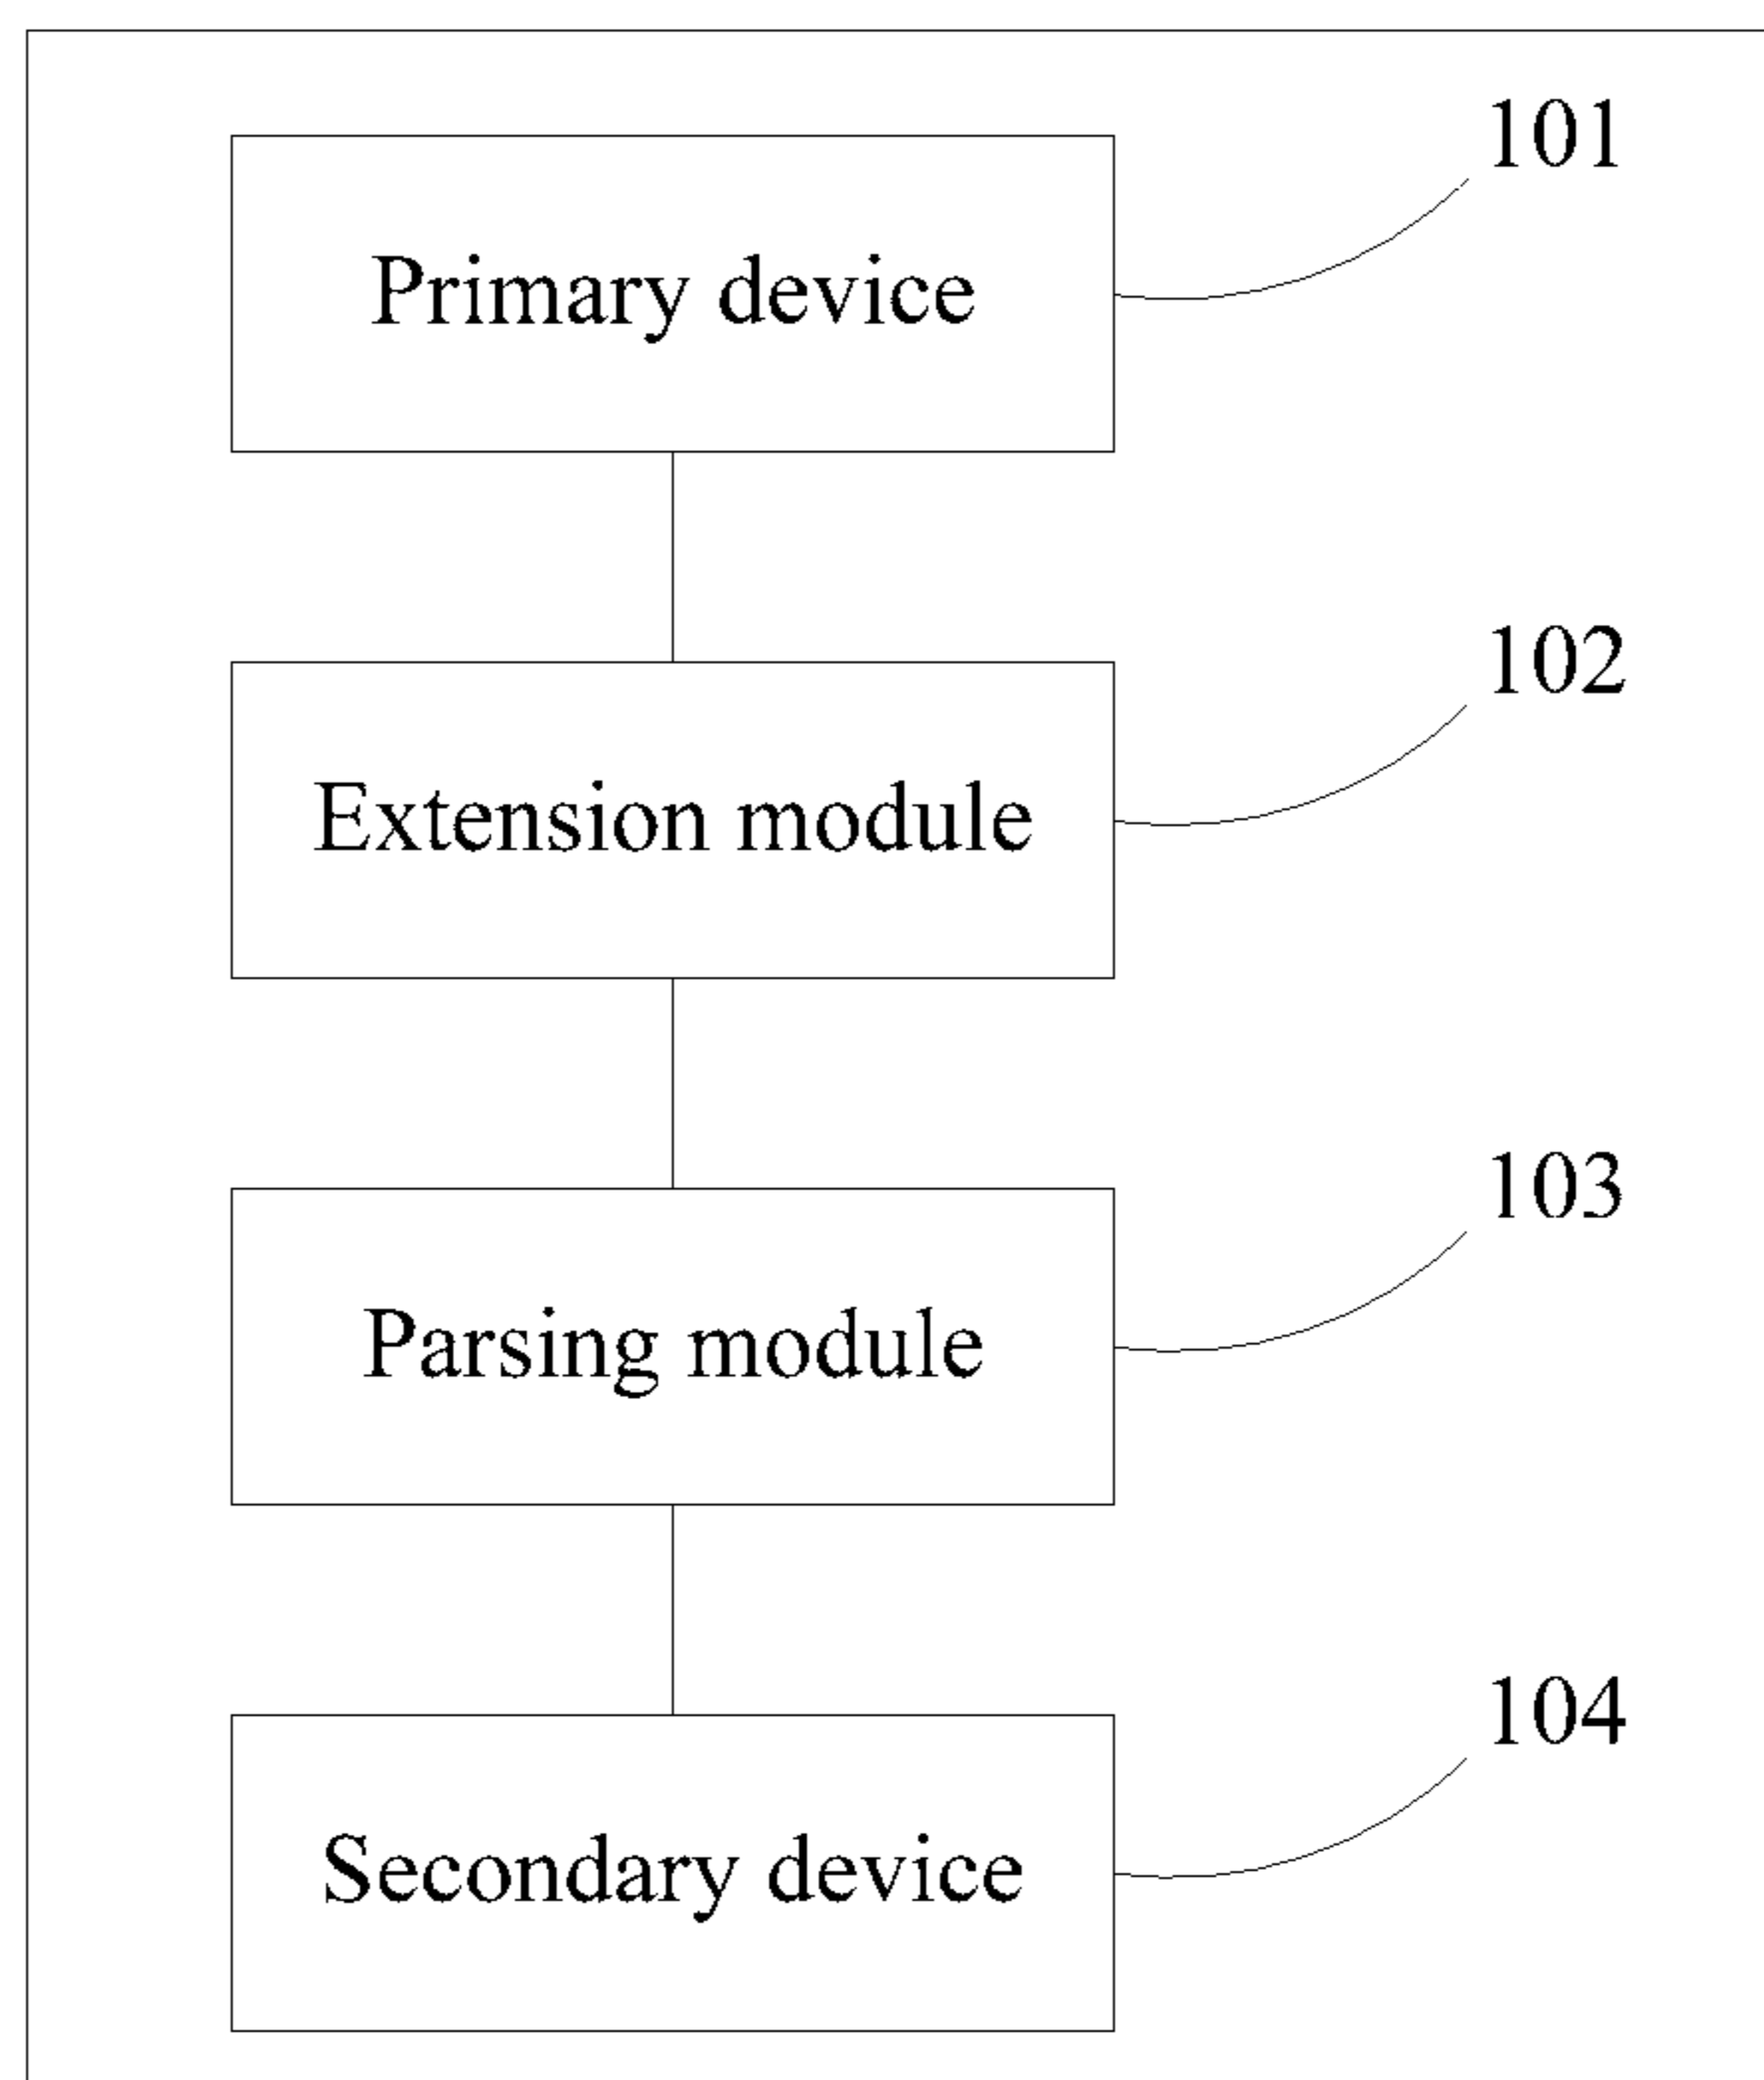 101
Primary device
102
Extension module
103
Parsing module
104
Secondary device